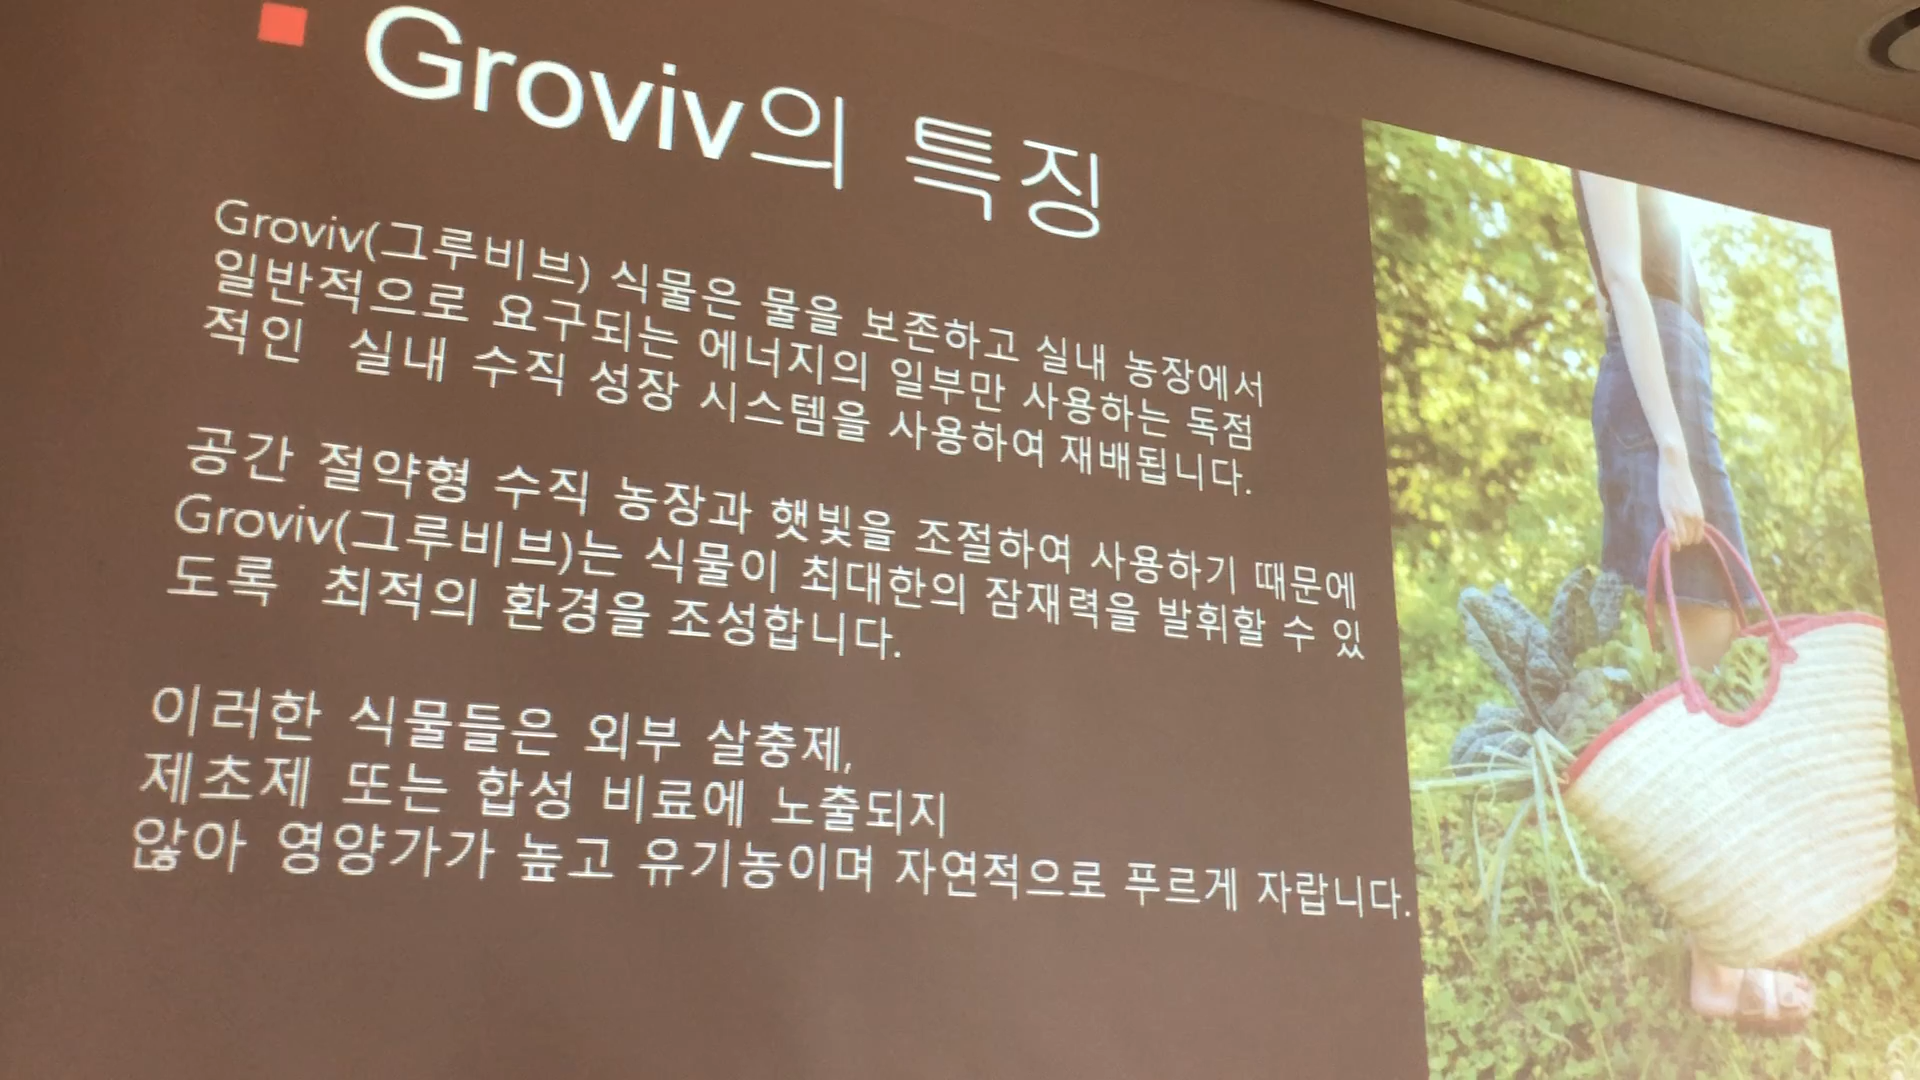 Groviv의 특징
Groviv(그루비브) 식물은 물을 보존하고 실내 농장에서
일반적으로 요구되는 에너지의 일부만 사용하는 독점
적인 실내 수직 성장 시스템을 사용하여 재배됩니다.
공간 절약형 수직 농장과 햇빛을 조절하여 사용하기 때문에
Groviv(그루비브)는 식물이 최대한의 잠재력을 발휘할 수 있
도록 최적의 환경을 조성합니다.
이러한 식물들은 외부 살충제,
제초제 또는 합성 비료에 노출되지
않아 영양가가 높고 유기농이며 자연적으로 푸르게 자랍니다.